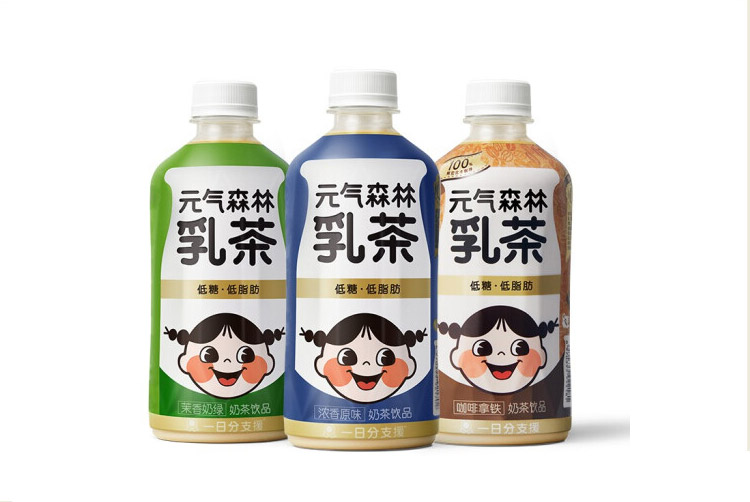 元气森林
乳茶
低糖·低脂肪
茉香奶绿 奶茶饮品
一日分支援
元气森林
乳茶
低糖·低脂肪
浓香原味 奶茶饮品
一日分支援
100%
元气森林
乳茶
低糖·低脂肪
咖啡拿铁 奶茶饮品
一日分支援